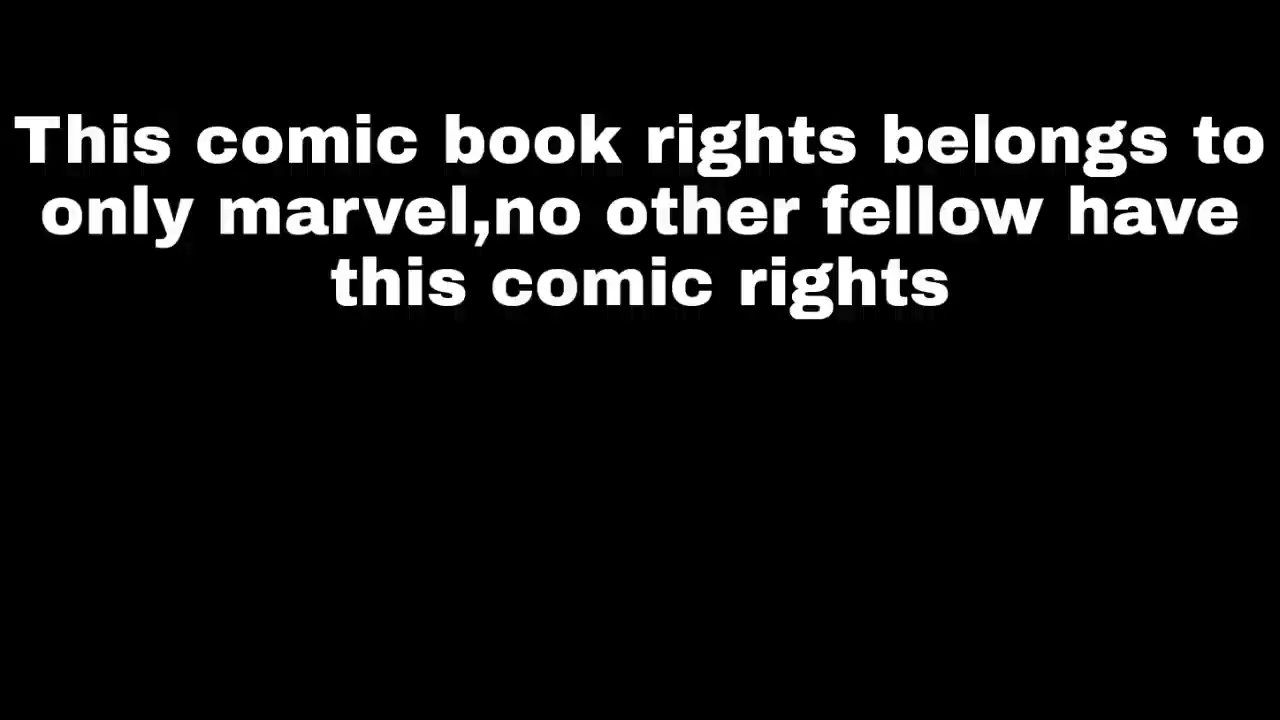 This comic book rights belongs to
only marvel,no other fellow have
this comic rights